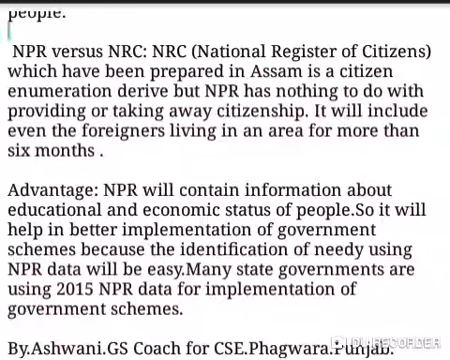 people.
NPR versus NRC: NRC (National Register of Citizens)
which have been prepared in Assam is a citizen
enumeration derive but NPR has nothing to do with
providing or taking away citizenship. It will include
even the foreigners living in an area for more than
six months .
Advantage: NPR will contain information about
educational and economic status of people.So it will
help in better implementation of government
schemes because the identification of needy using
NPR data will be easy.Many state governments are
using 2015 NPR data for implementation of
government schemes.
By.Ashwani.GS Coach for CSE.Phagwara.Punjab.
DU RECORDER